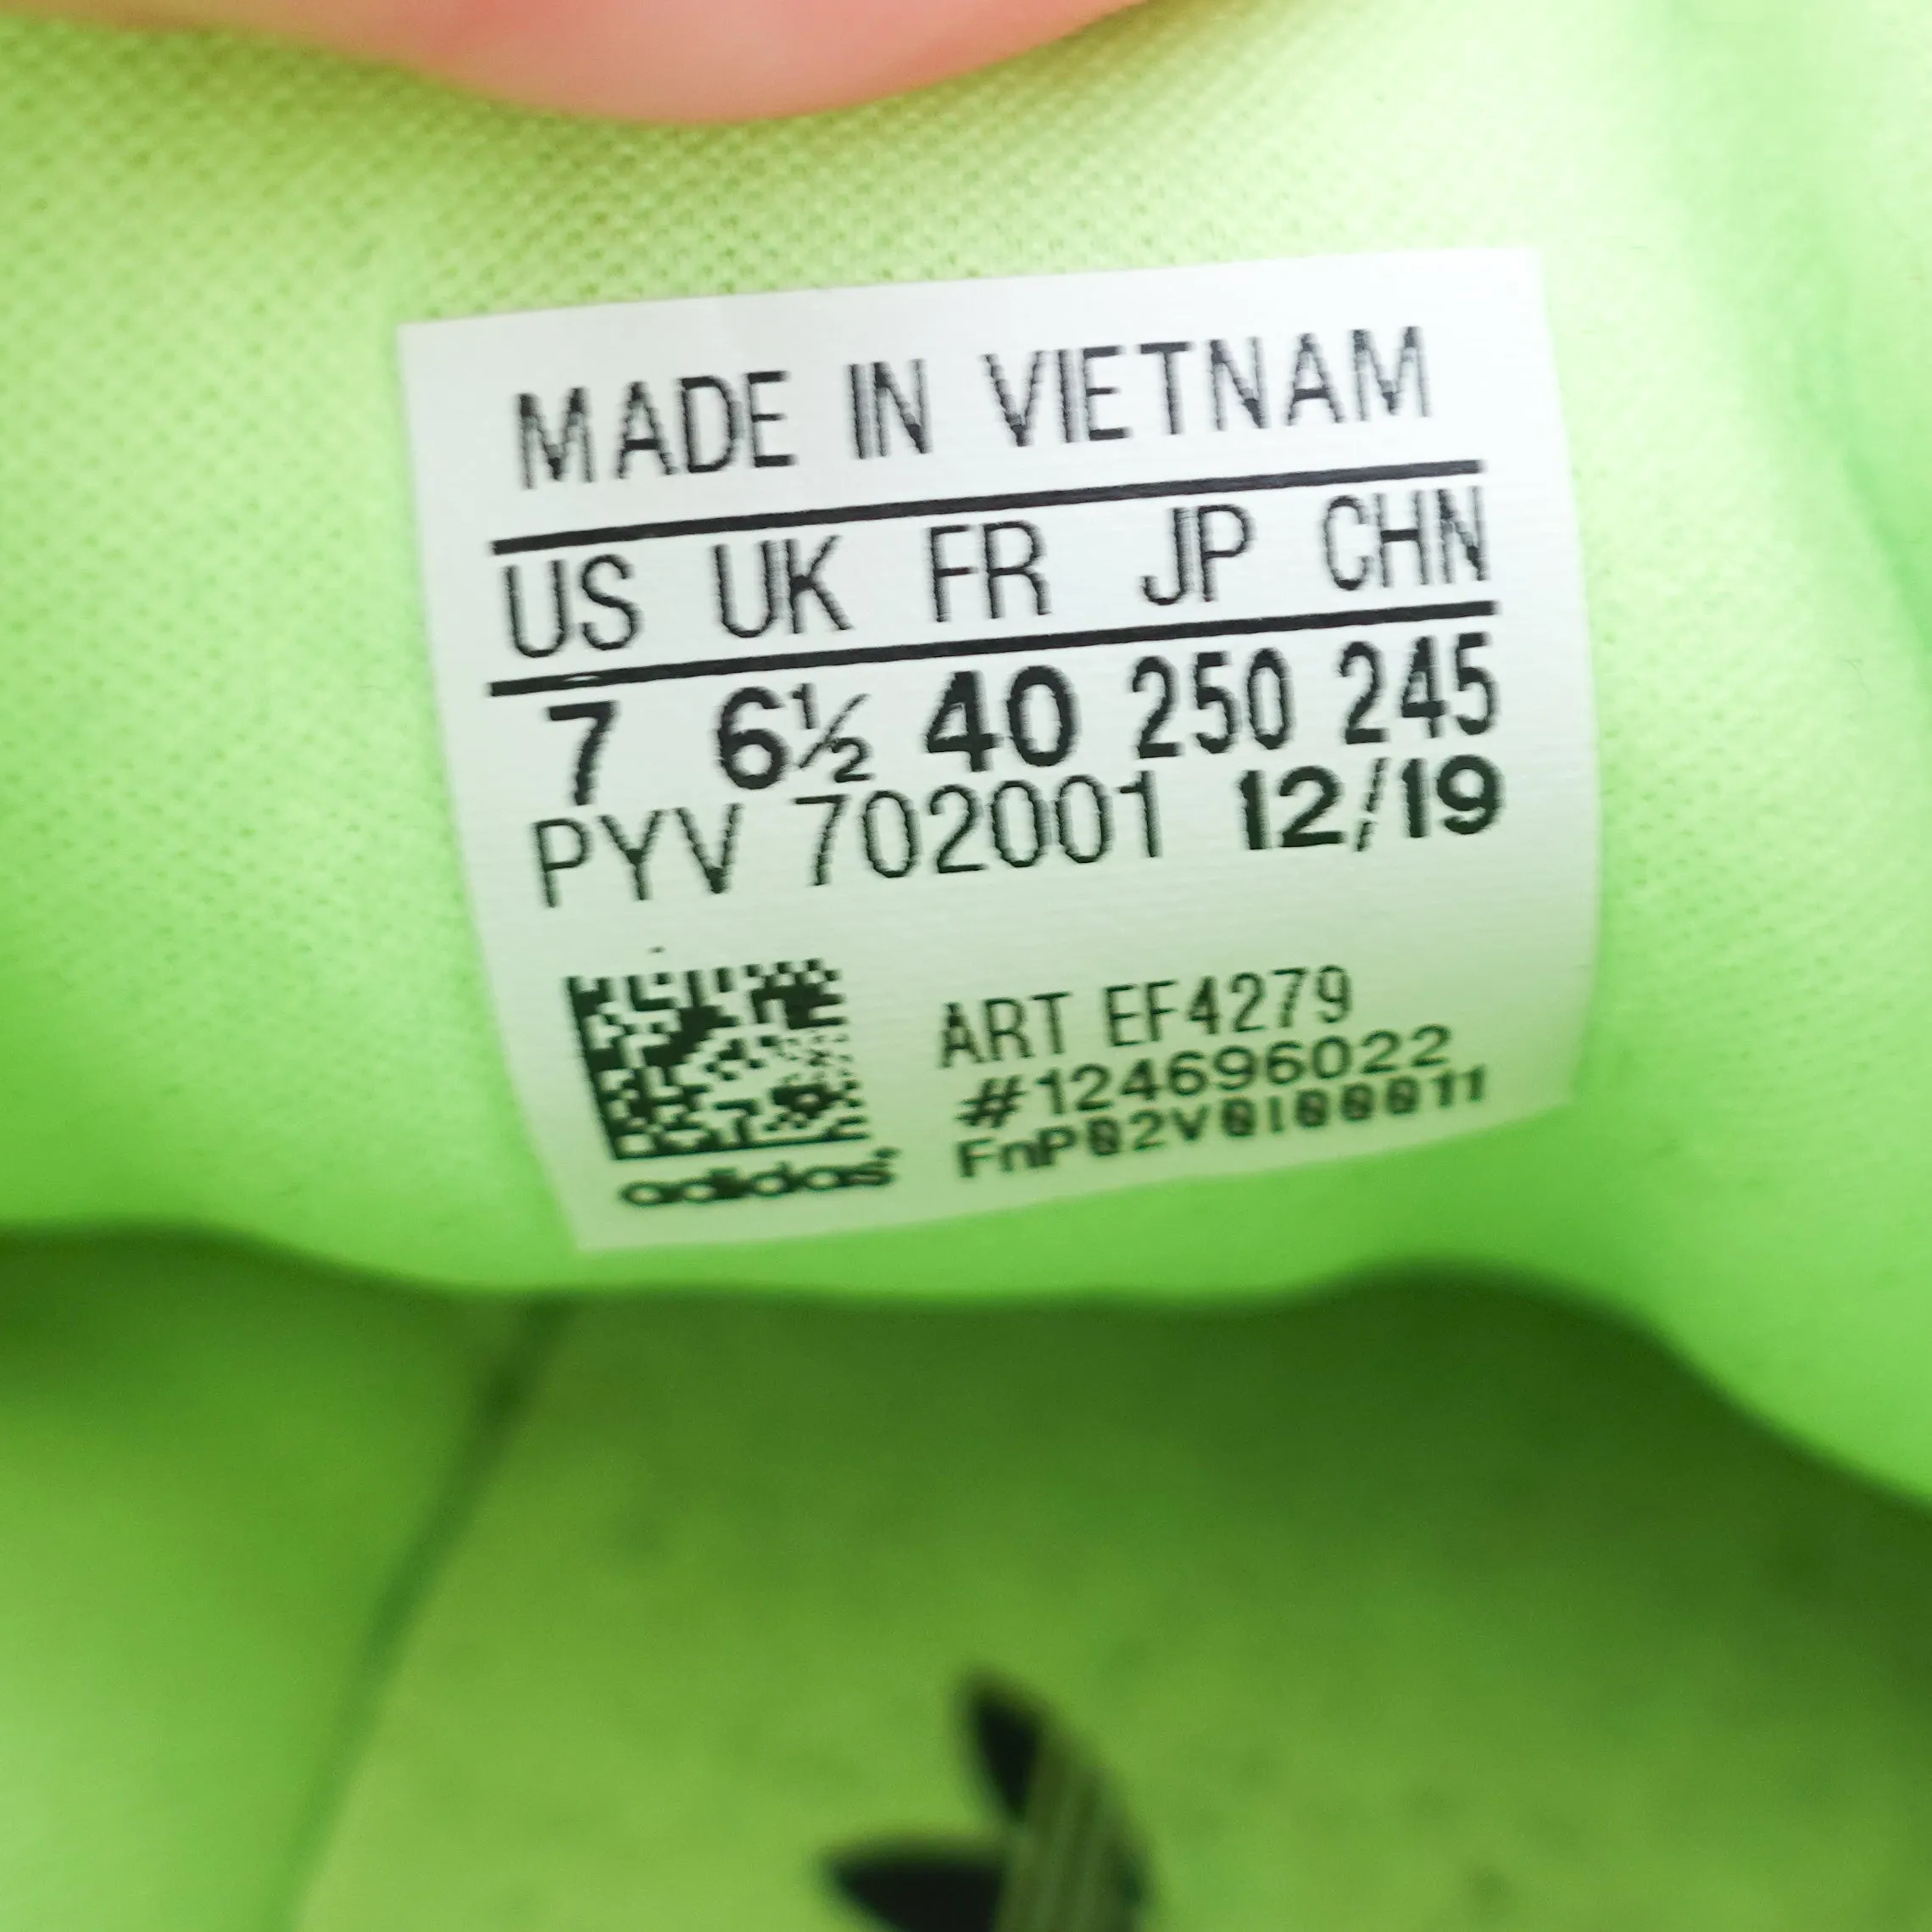 MADE IN VIETNAM
US UK FR JP CHN
7 6½ 40 250 245
PYV 702001 12/19
ART EF4279
#124696022
FnP02V0100011
adidas